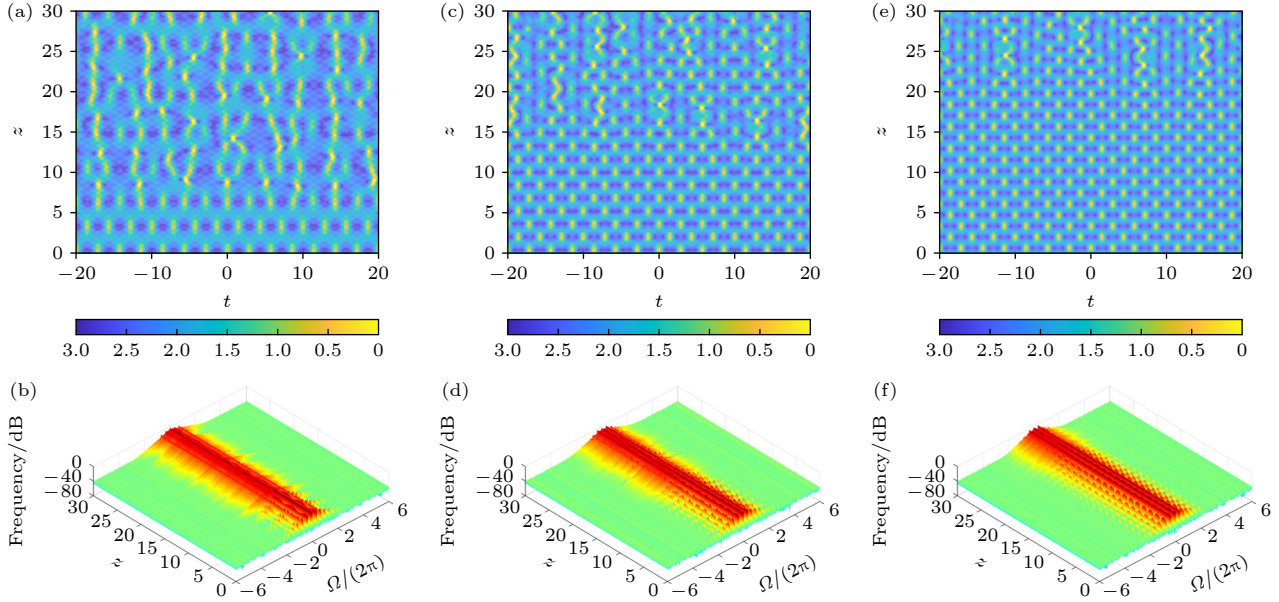 (a) (c) (e)
30 30 30
25 25 25
20 20 20
z 15 z 15 z 15
10 10 10
5 5 5
0 0 0
−20 −10 0 10 20 −20 −10 0 10 20 −20 −10 0 10 20
t t t
3.0 2.5 2.0 1.5 1.0 0.5 0 3.0 2.5 2.0 1.5 1.0 0.5 0 3.0 2.5 2.0 1.5 1.0 0.5 0
(b) (d) (f)
Frequency/dB Frequency/dB Frequency/dB
0 0 0
−40 −40 −40
−80 −80 −80
30 25 20 15 10 5 0 30 25 20 15 10 5 0 30 25 20 15 10 5 0
z z z
−6 −4 −2 0 2 4 6 −6 −4 −2 0 2 4 6 −6 −4 −2 0 2 4 6
Ω/(2π) Ω/(2π) Ω/(2π)